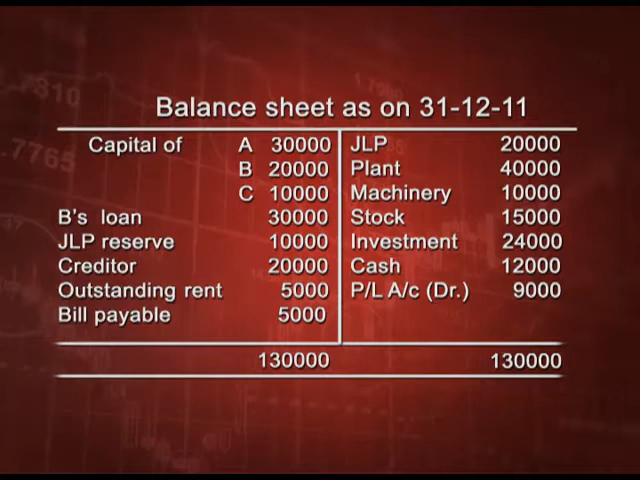 Balance sheet as on 31-12-11
Capital of A 30000 JLP 20000
B 20000 Plant 40000
C 10000 Machinery 10000
B's loan 30000 Stock 15000
JLP reserve 10000 Investment 24000
Creditor 20000 Cash 12000
Outstanding rent 5000 P/L A/c (Dr.) 9000
Bill payable 5000
130000 130000